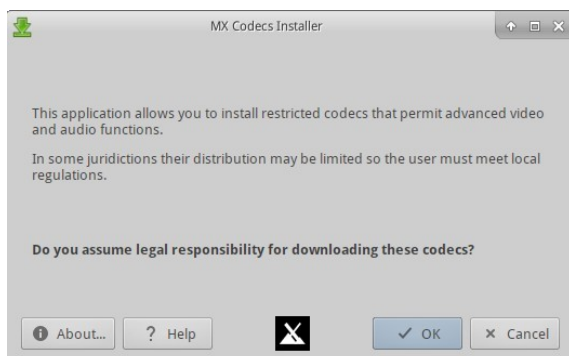 MX Codecs Installer
This application allows you to install restricted codecs that permit advanced video
and audio functions.
In some juridictions their distribution may be limited so the user must meet local
regulations.
Do you assume legal responsibility for downloading these codecs?
About... ? Help OK Cancel